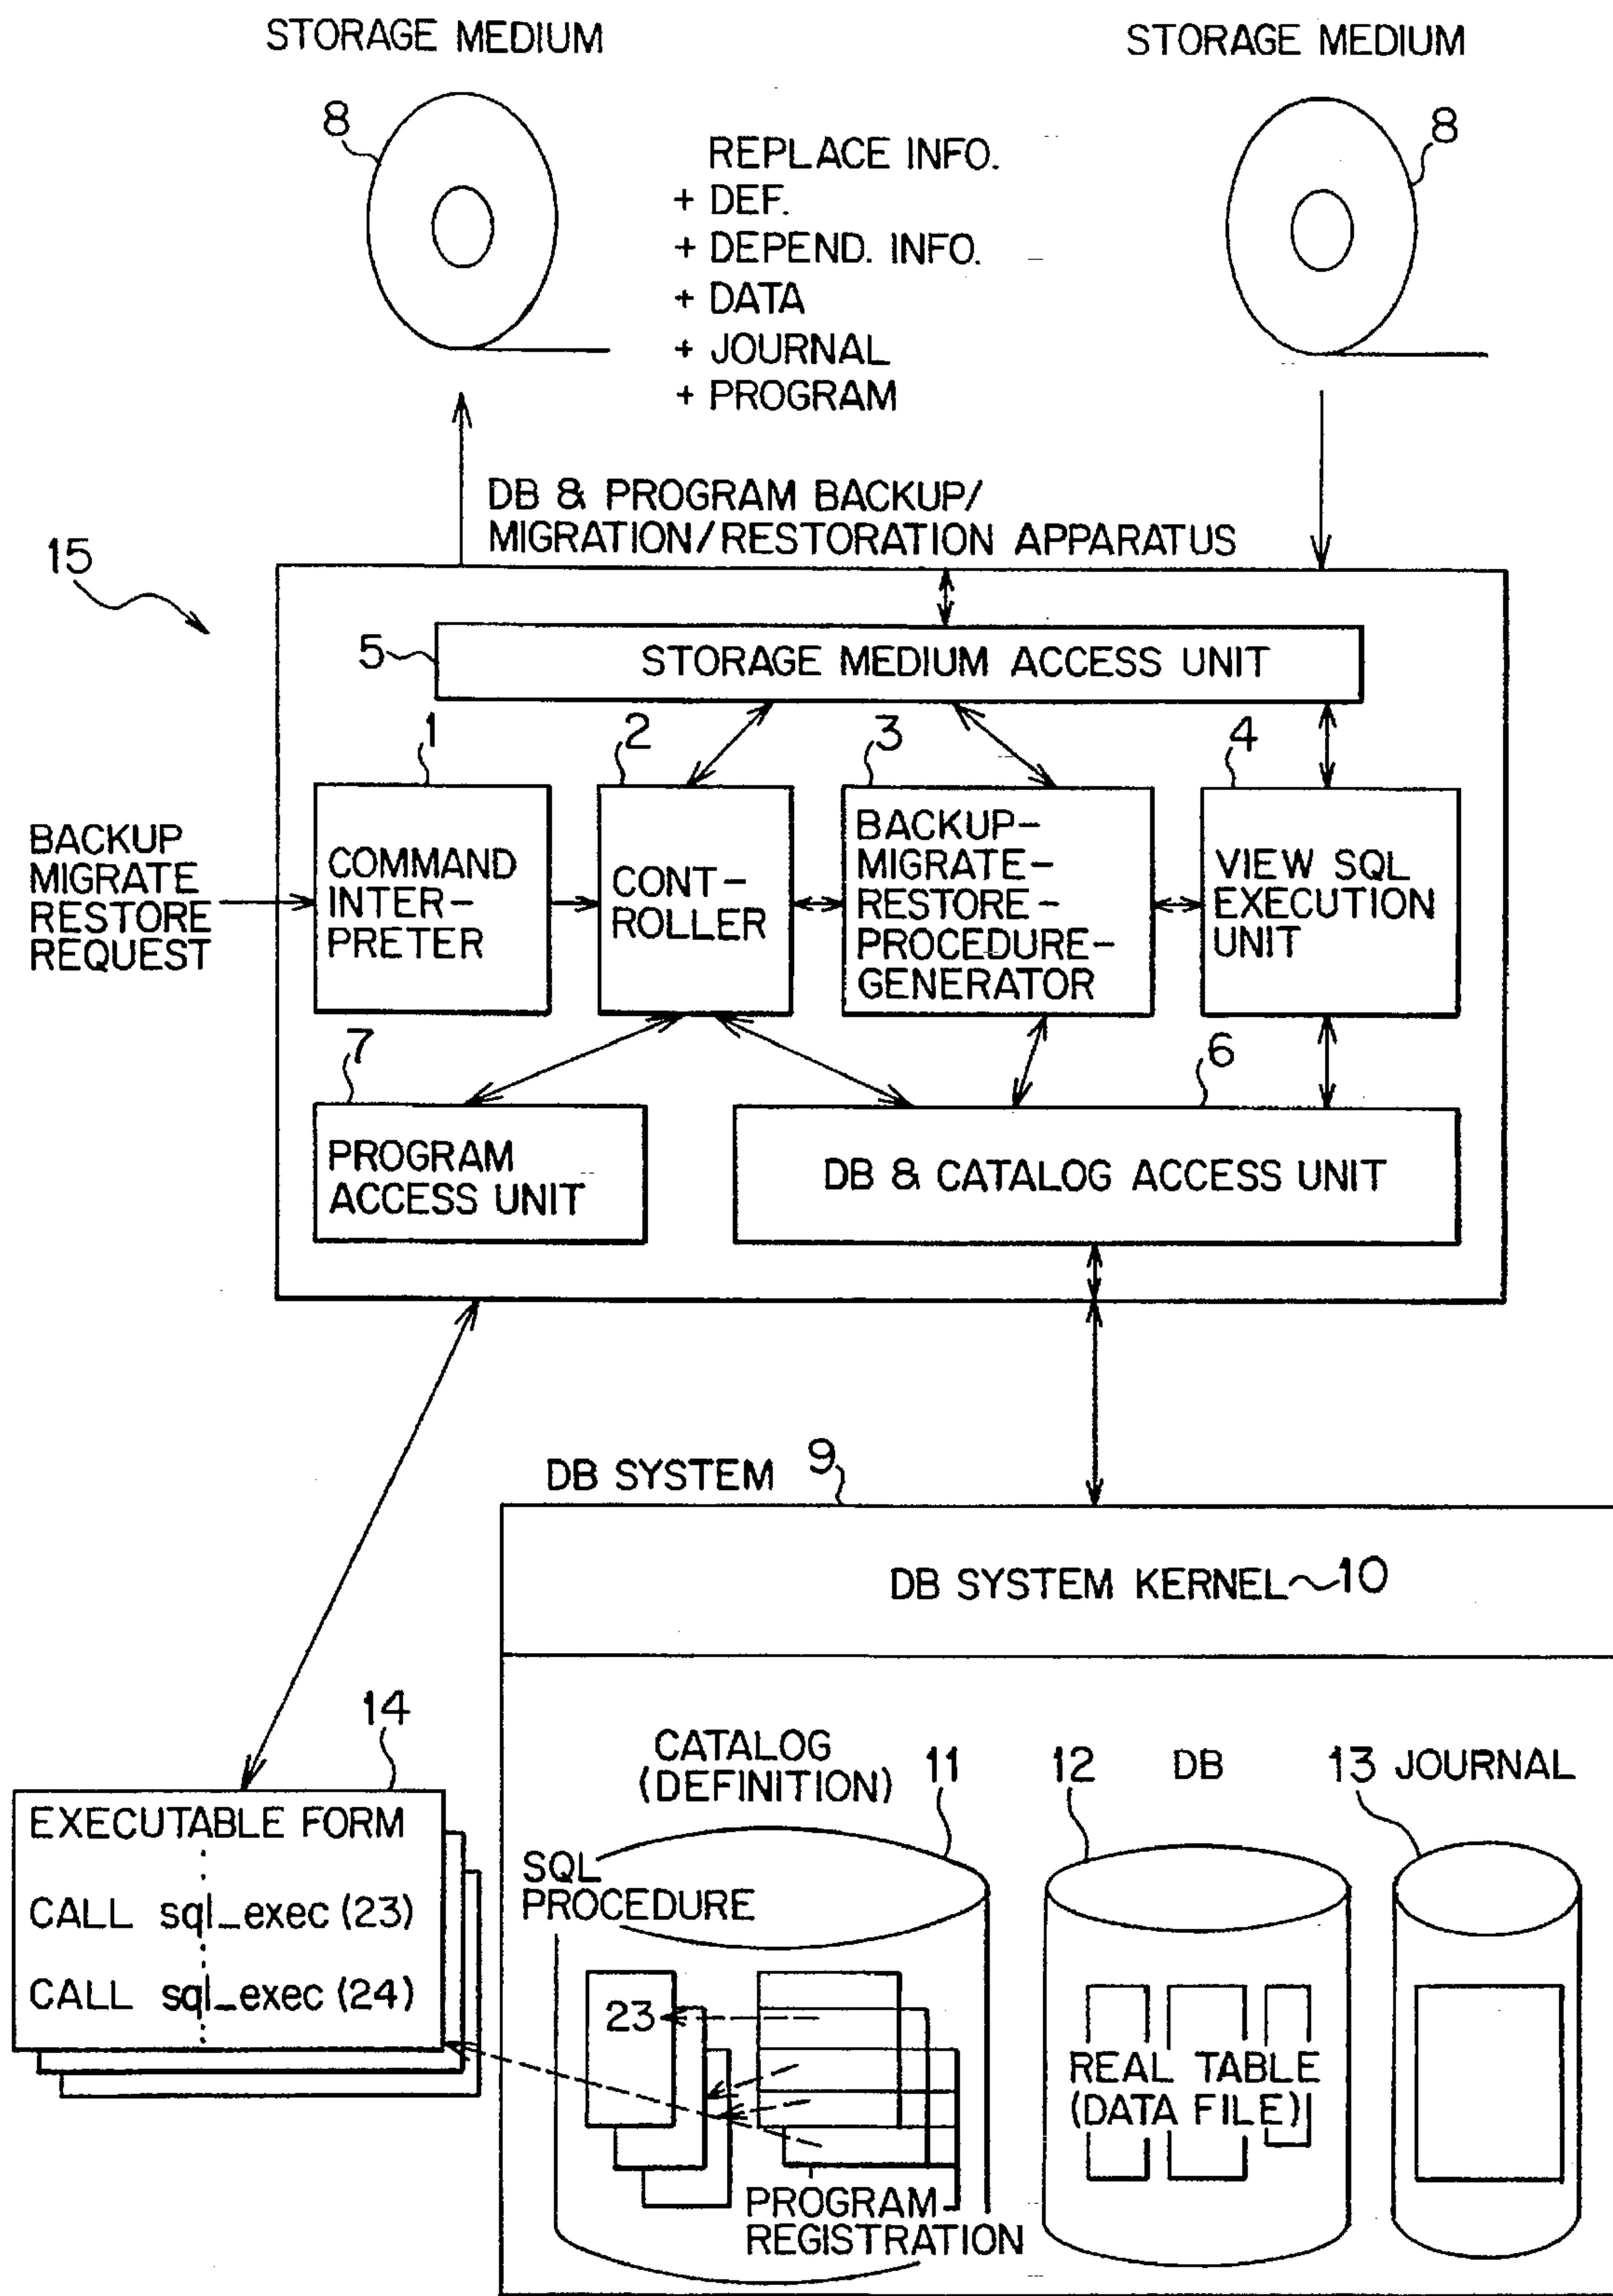 STORAGE MEDIUM
STORAGE MEDIUM
8
8
REPLACE INFO.
+ DEF.
+ DEPEND. INFO.
+ DATA
+ JOURNAL
+ PROGRAM
DB & PROGRAM BACKUP/
MIGRATION/RESTORATION APPARATUS
15
5
STORAGE MEDIUM ACCESS UNIT
1
2
3
4
BACKUP
MIGRATE
RESTORE
REQUEST
COMMAND
INTER-
PRETER
CONT-
ROLLER
BACKUP-
MIGRATE-
RESTORE-
PROCEDURE-
GENERATOR
VIEW SQL
EXECUTION
UNIT
7
6
PROGRAM
ACCESS UNIT
DB & CATALOG ACCESS UNIT
DB SYSTEM
9
DB SYSTEM KERNEL
10
14
EXECUTABLE FORM
CALL sql_exec (23)
CALL sql_exec (24)
CATALOG
(DEFINITION)
11
12
DB
13
JOURNAL
SQL
PROCEDURE
23
PROGRAM
REGISTRATION
REAL TABLE
(DATA FILE)